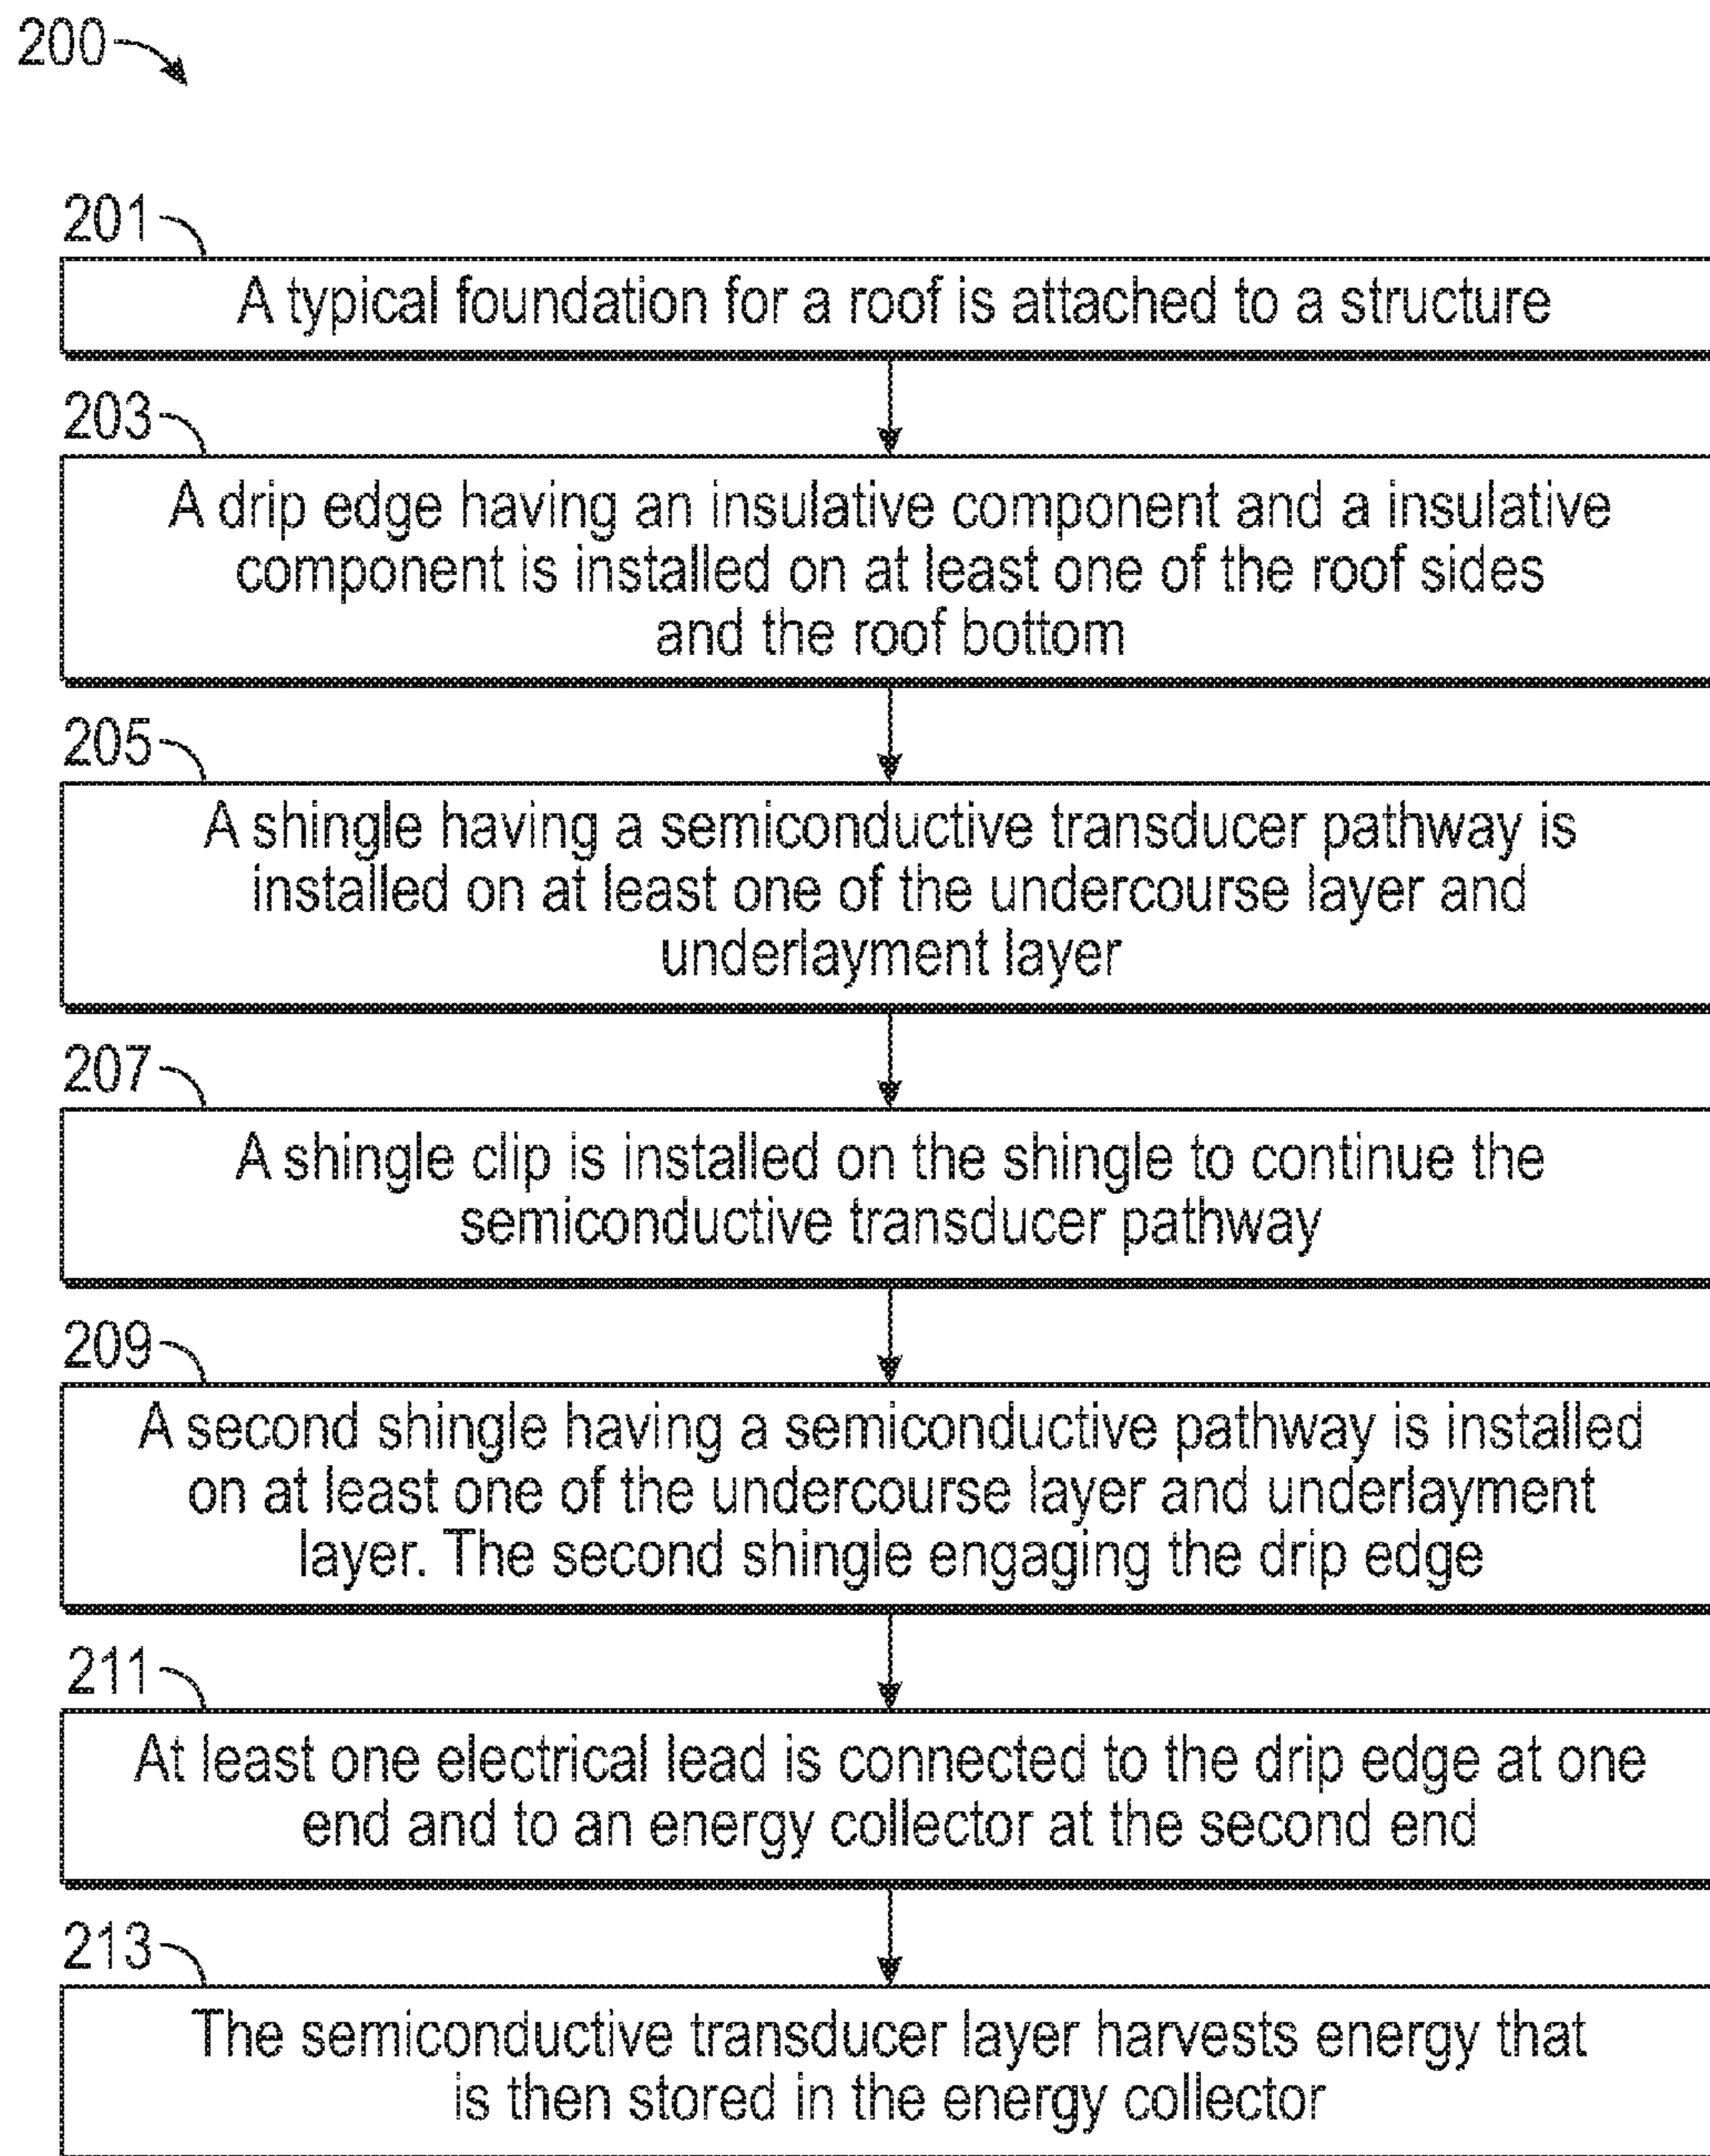 200
201
A typical foundation for a roof is attached to a structure
203
A drip edge having an insulative component and a insulative
component is installed on at least one of the roof sides
and the roof bottom
205
A shingle having a semiconductive transducer pathway is
installed on at least one of the undercourse layer and
underlayment layer
207
A shingle clip is installed on the shingle to continue the
semiconductive transducer pathway
209
A second shingle having a semiconductive pathway is installed
on at least one of the undercourse layer and underlayment
layer. The second shingle engaging the drip edge
211
At least one electrical lead is connected to the drip edge at one
end and to an energy collector at the second end
213
The semiconductive transducer layer harvests energy that
is then stored in the energy collector